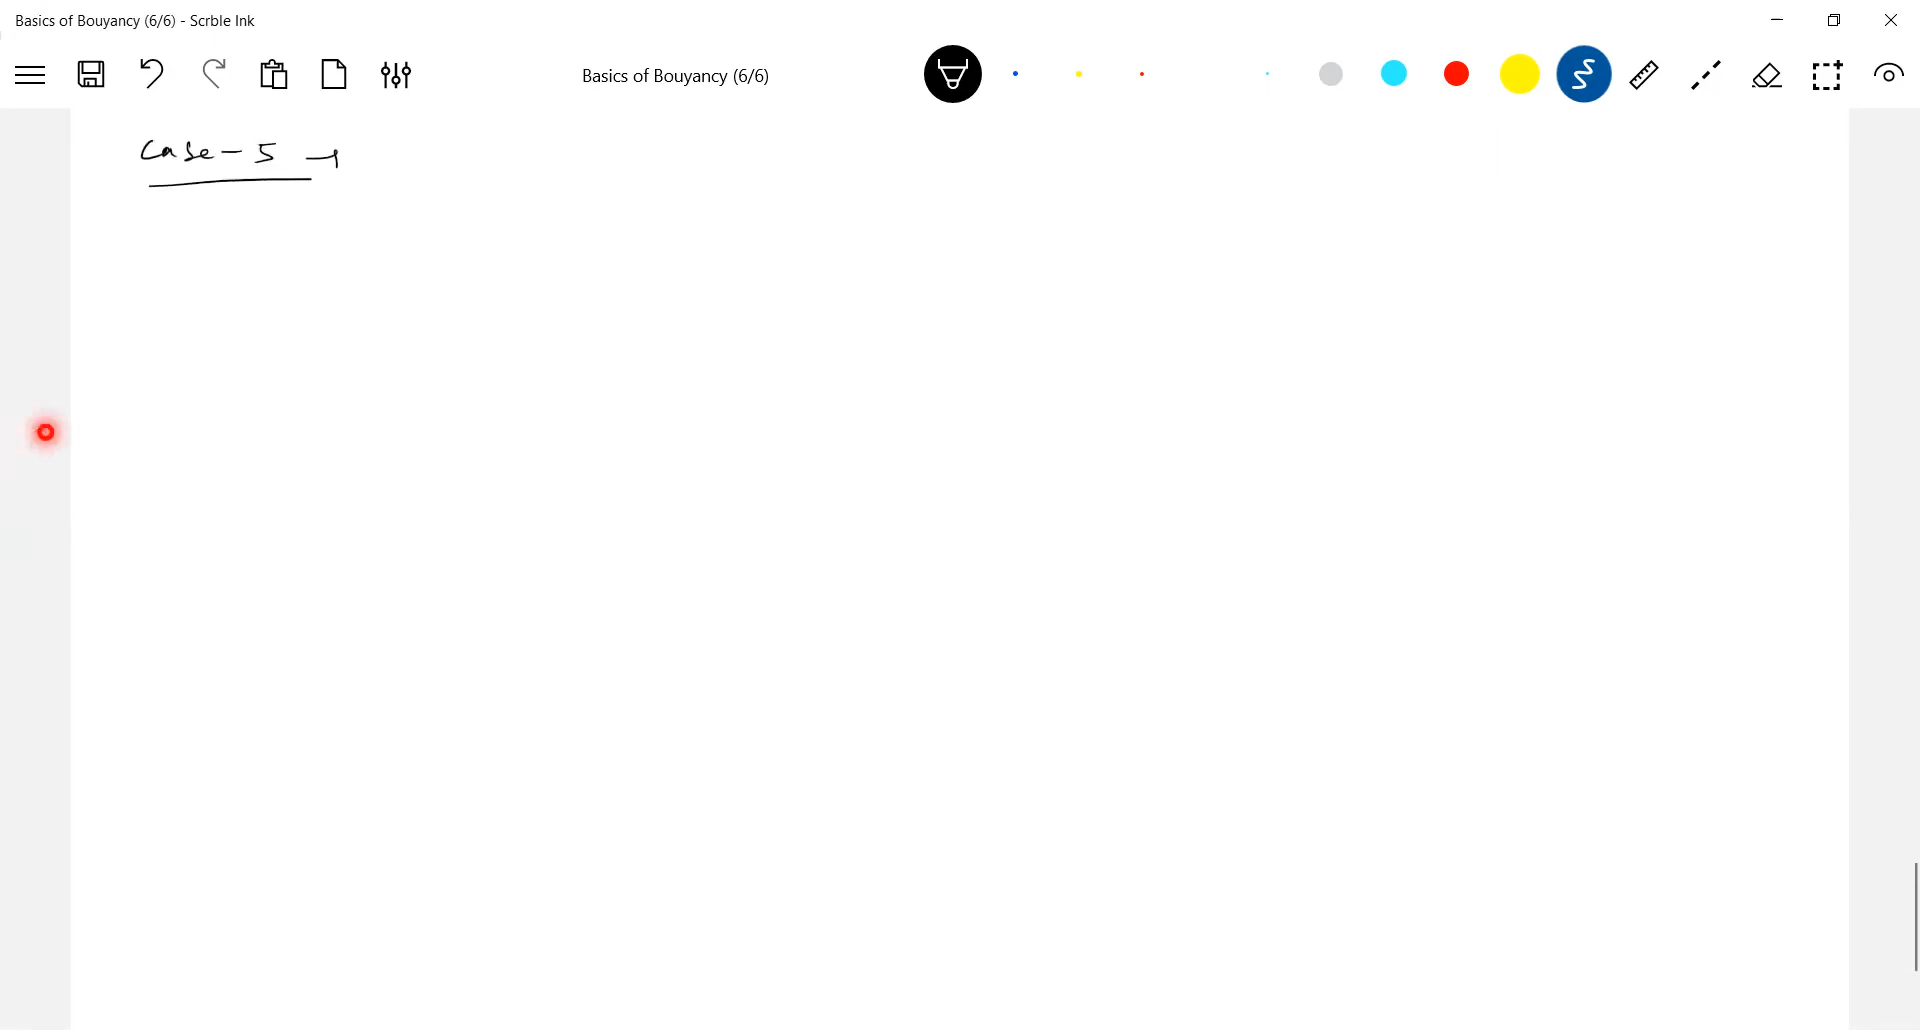 Basics of Bouyancy (6/6) - Scrble Ink
Basics of Bouyancy (6/6)
Case - 5 →